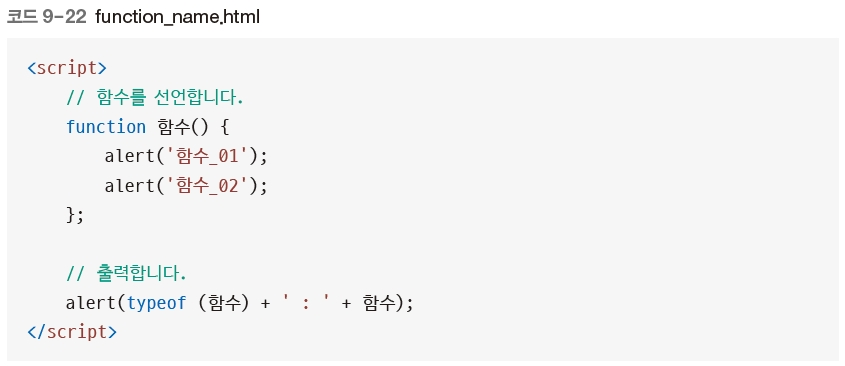 코드 9-22 function_name.html
<script>
// 함수를 선언합니다.
function 함수() {
alert('함수_01');
alert('함수_02');
};
// 출력합니다.
alert(typeof (함수) + ' : ' + 함수);
</script>